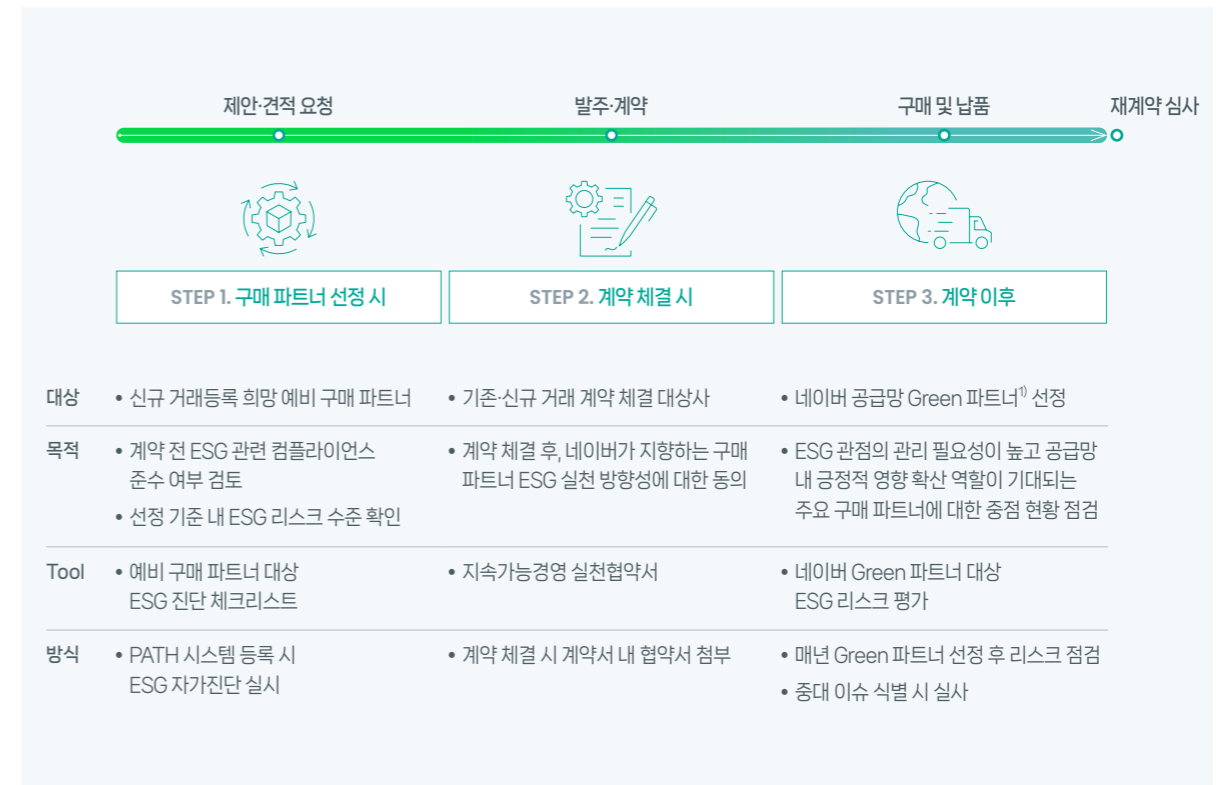 제안·견적 요청
발주·계약
구매 및 납품
재계약 심사
STEP 1. 구매 파트너 선정 시
STEP 2. 계약 체결 시
STEP 3. 계약 이후
대상
• 신규 거래등록 희망 예비 구매 파트너
• 기존·신규 거래 계약 체결 대상사
• 네이버 공급망 Green 파트너1) 선정
목적
• 계약 전 ESG 관련 컴플라이언스
준수 여부 검토
• 선정 기준 내 ESG 리스크 수준 확인
• 계약 체결 후, 네이버가 지향하는 구매
파트너 ESG 실천 방향성에 대한 동의
• ESG 관점의 관리 필요성이 높고 공급망
내 긍정적 영향 확산 역할이 기대되는
주요 구매 파트너에 대한 중점 현황 점검
Tool
• 예비 구매 파트너 대상
ESG 진단 체크리스트
• 지속가능경영 실천협약서
• 네이버 Green 파트너 대상
ESG 리스크 평가
방식
• PATH 시스템 등록 시
ESG 자가진단 실시
• 계약 체결 시 계약서 내 협약서 첨부
• 매년 Green 파트너 선정 후 리스크 점검
• 중대 이슈 식별 시 실사